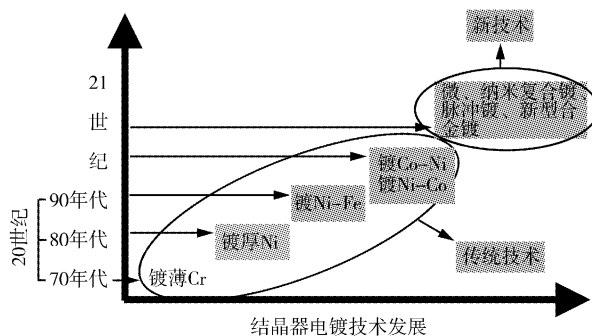 新技术
微、纳米复合镀、
脉冲镀、新型合
金镀
21
世
纪
镀Co-Ni
镀Ni-Co
20世纪
90年代
镀Ni-Fe
80年代
镀厚Ni
传统技术
70年代
镀薄Cr
结晶器电镀技术发展